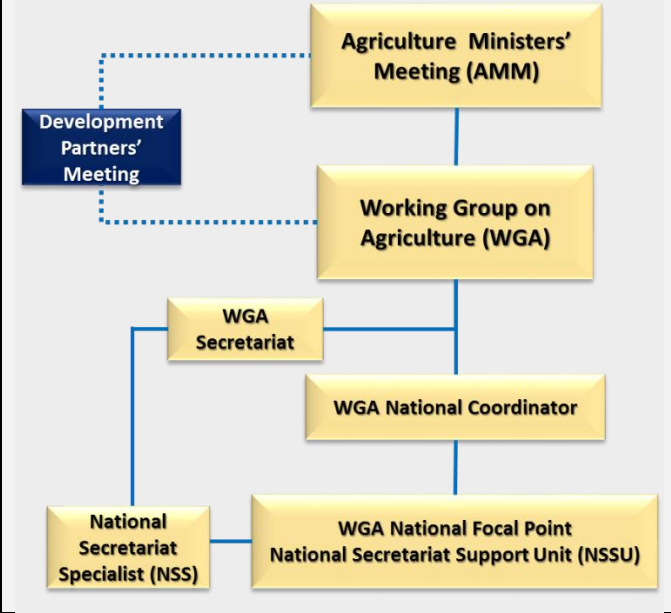 Agriculture Ministers'
Meeting (AMM)
Development
Partners'
Meeting
Working Group on
Agriculture (WGA)
WGA
Secretariat
WGA National Coordinator
National
Secretariat
Specialist (NSS)
WGA National Focal Point
National Secretariat Support Unit (NSSU)